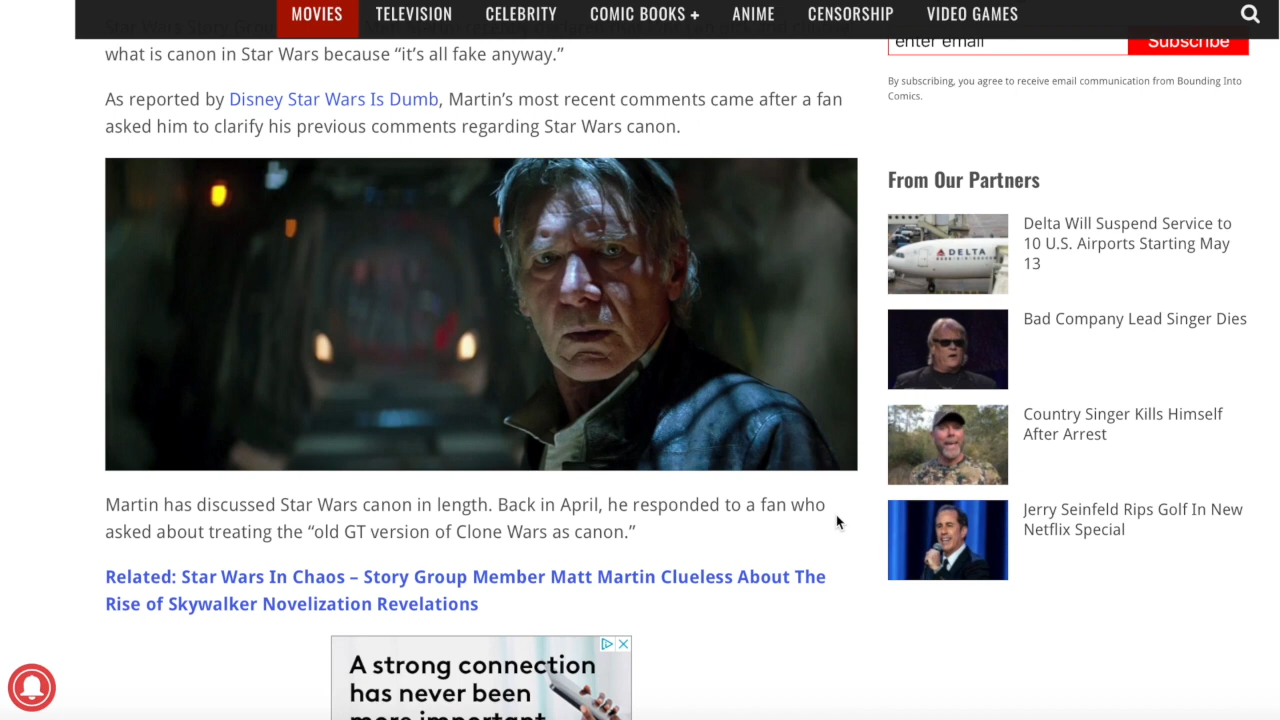 MOVIES TELEVISION CELEBRITY COMIC BOOKS + ANIME CENSORSHIP VIDEO GAMES
Star Wars Story
what is canon in Star Wars because “it’s all fake anyway.”
As reported by Disney Star Wars Is Dumb, Martin’s most recent comments came after a fan
asked him to clarify his previous comments regarding Star Wars canon.
Martin has discussed Star Wars canon in length. Back in April, he responded to a fan who
asked about treating the “old GT version of Clone Wars as canon.”
Related: Star Wars In Chaos – Story Group Member Matt Martin Clueless About The
Rise of Skywalker Novelization Revelations
A strong connection
has never been
more important
enter email
Subscribe
By subscribing, you agree to receive email communication from Bounding Into
Comics.
From Our Partners
DELTA
Delta Will Suspend Service to
10 U.S. Airports Starting May
13
Bad Company Lead Singer Dies
Country Singer Kills Himself
After Arrest
Jerry Seinfeld Rips Golf In New
Netflix Special